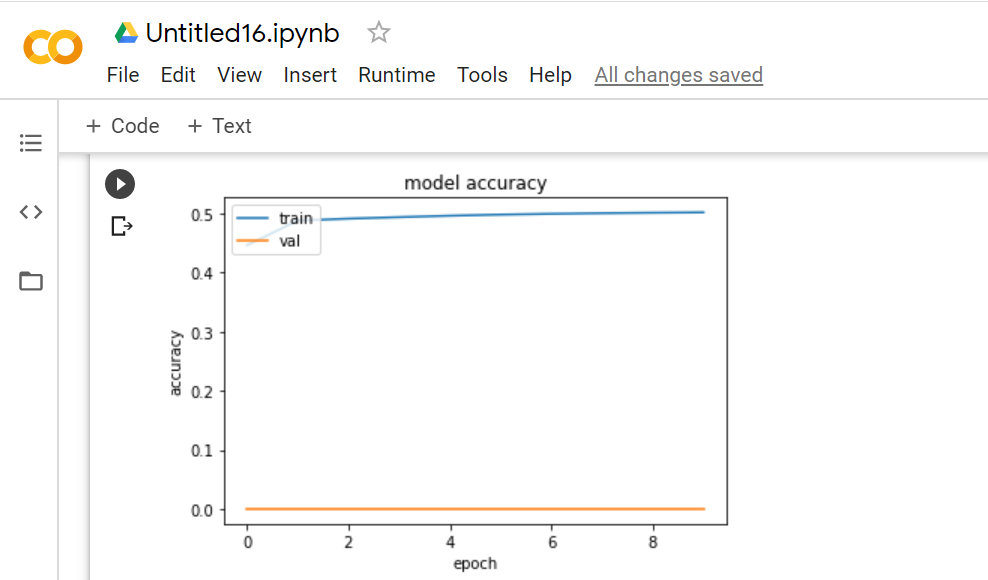 Untitled16.ipynb
File Edit View Insert Runtime Tools Help All changes saved
+ Code + Text
model accuracy
train
val
0.5
0.4
0.3
0.2
0.1
0.0
accuracy
0 2 4 6 8
epoch